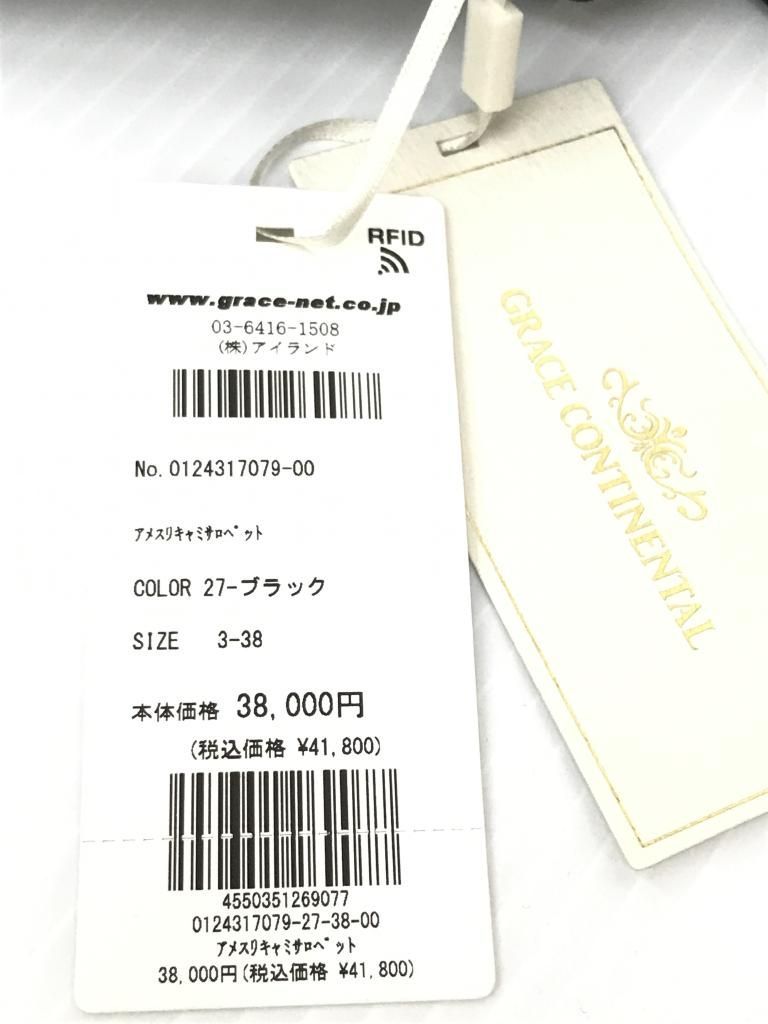 RFID
www.grace-net.co.jp
03-6416-1508
(株)アイランド
No. 0124317079-00
ｱﾒｽﾘｷｬﾐｻﾛﾍﾟｯﾄ
COLOR 27-ブラック
SIZE 3-38
本体価格 38,000円
(税込価格 ¥41,800)
4550351269077
0124317079-27-38-00
ｱﾒｽﾘｷｬﾐｻﾛﾍﾟｯﾄ
38,000円(税込価格 ¥41,800)
GRACE CONTINENTAL